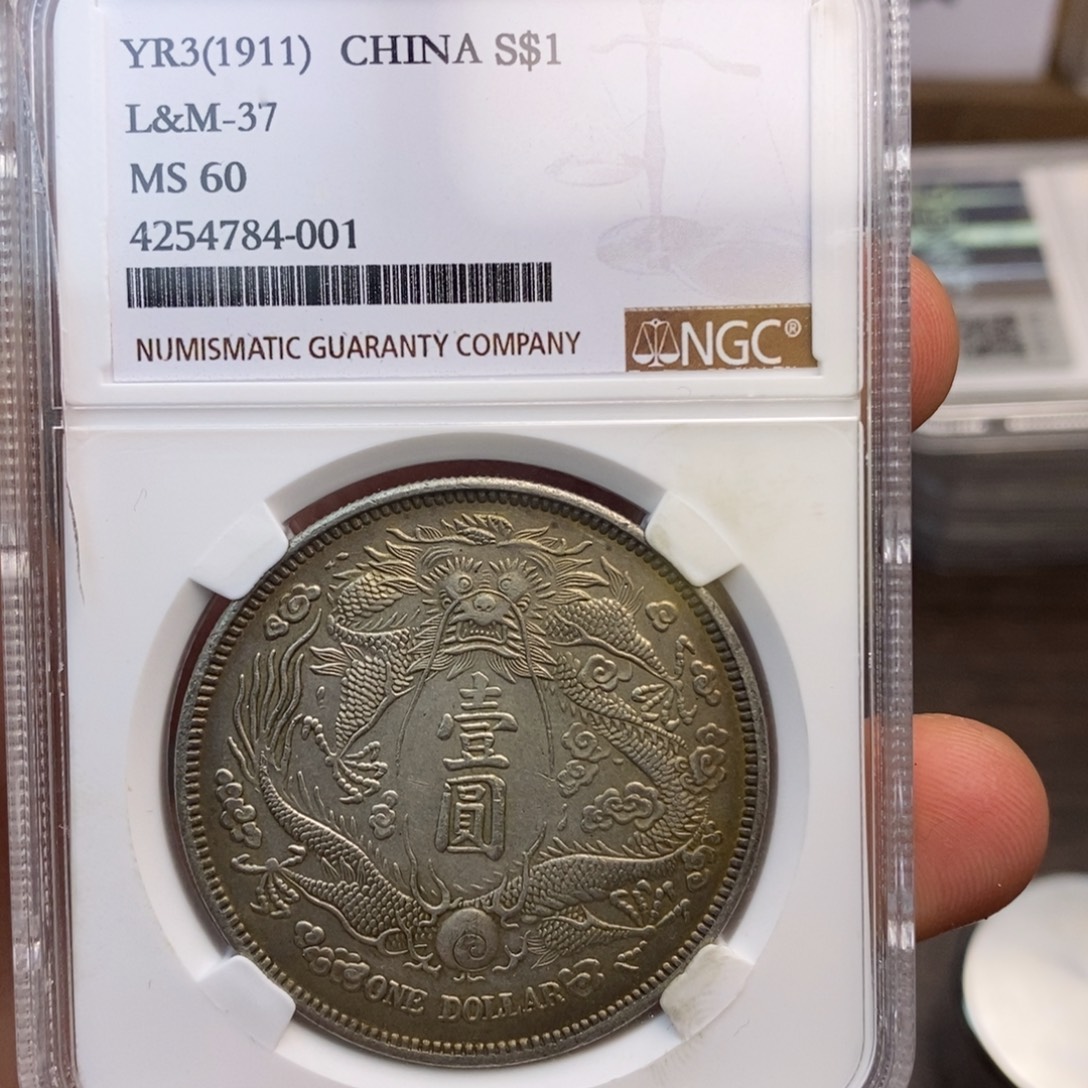 YR3(1911) CHINA S$1
L&M-37
MS 60
4254784-001
NUMISMATIC GUARANTY COMPANY
NGC®
壹
圓
ONE DOLLAR